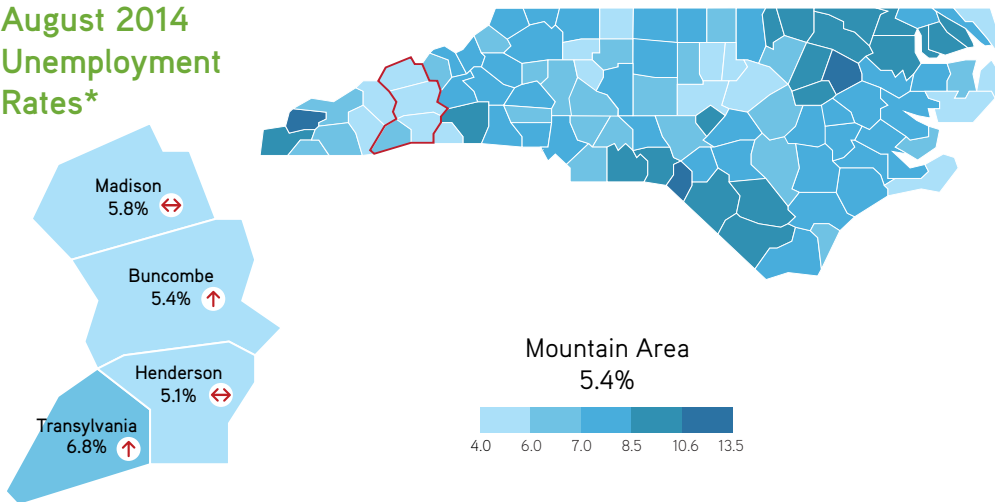 August 2014
Unemployment
Rates*
Madison
5.8%
Buncombe
5.4%
Henderson
5.1%
Transylvania
6.8%
Mountain Area
5.4%
4.0 6.0 7.0 8.5 10.6 13.5